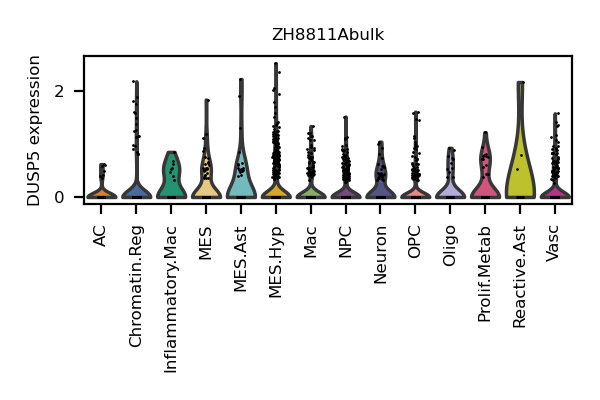 ZH8811Abulk
DUSP5 expression
2
0
AC
Chromatin.Reg
Inflammatory.Mac
MES
MES.Ast
MES.Hyp
Mac
NPC
Neuron
OPC
Oligo
Prolif.Metab
Reactive.Ast
Vasc